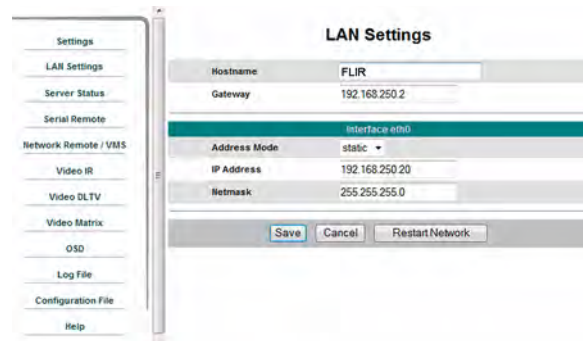 Settings
LAN Settings
Server Status
Serial Remote
Network Remote / VMS
Video IR
Video DLTV
Video Matrix
OSD
Log File
Configuration File
Help
LAN Settings
Hostname FLIR
Gateway 192.168.250.2
Interface eth0
Address Mode static
IP Address 192.168.250.20
Netmask 255.255.255.0
Save Cancel Restart Network